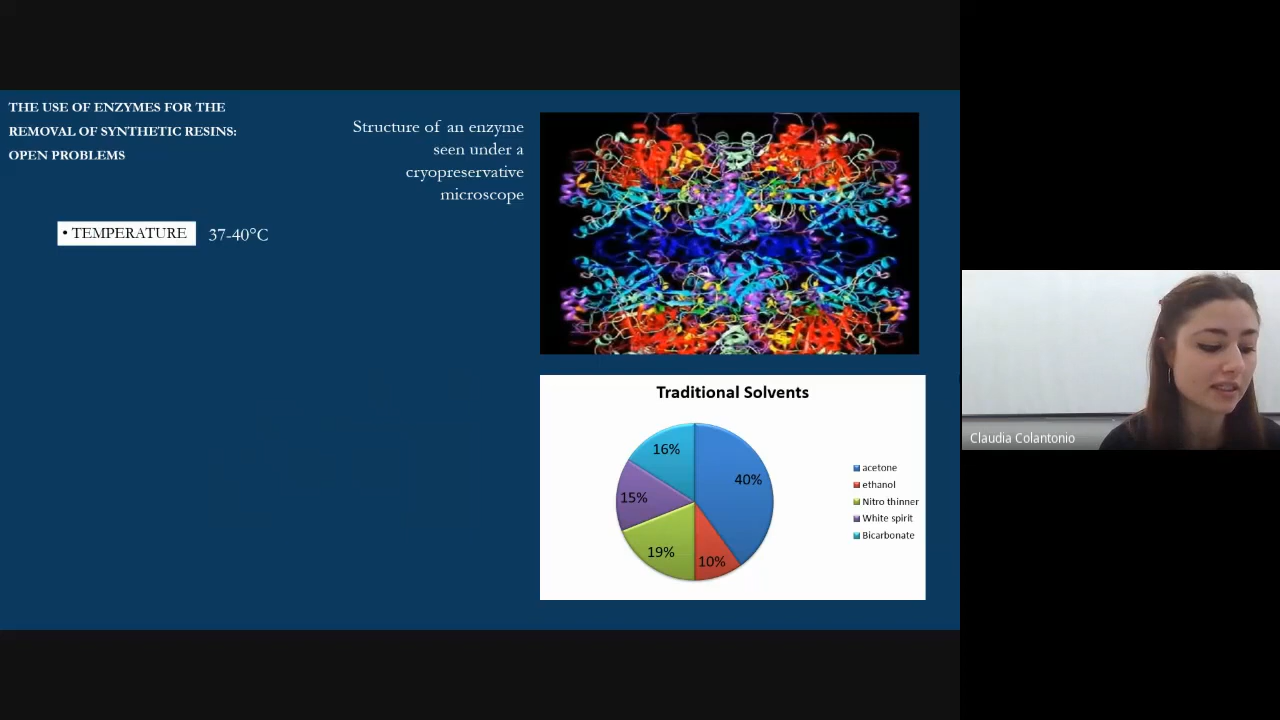 THE USE OF ENZYMES FOR THE
REMOVAL OF SYNTHETIC RESINS:
OPEN PROBLEMS
Structure of an enzyme
seen under a
cryopreservative
microscope
• TEMPERATURE
37-40°C
Traditional Solvents
16%
40%
15%
19%
10%
acetone
ethanol
Nitro thinner
White spirit
Bicarbonate
Claudia Colantonio